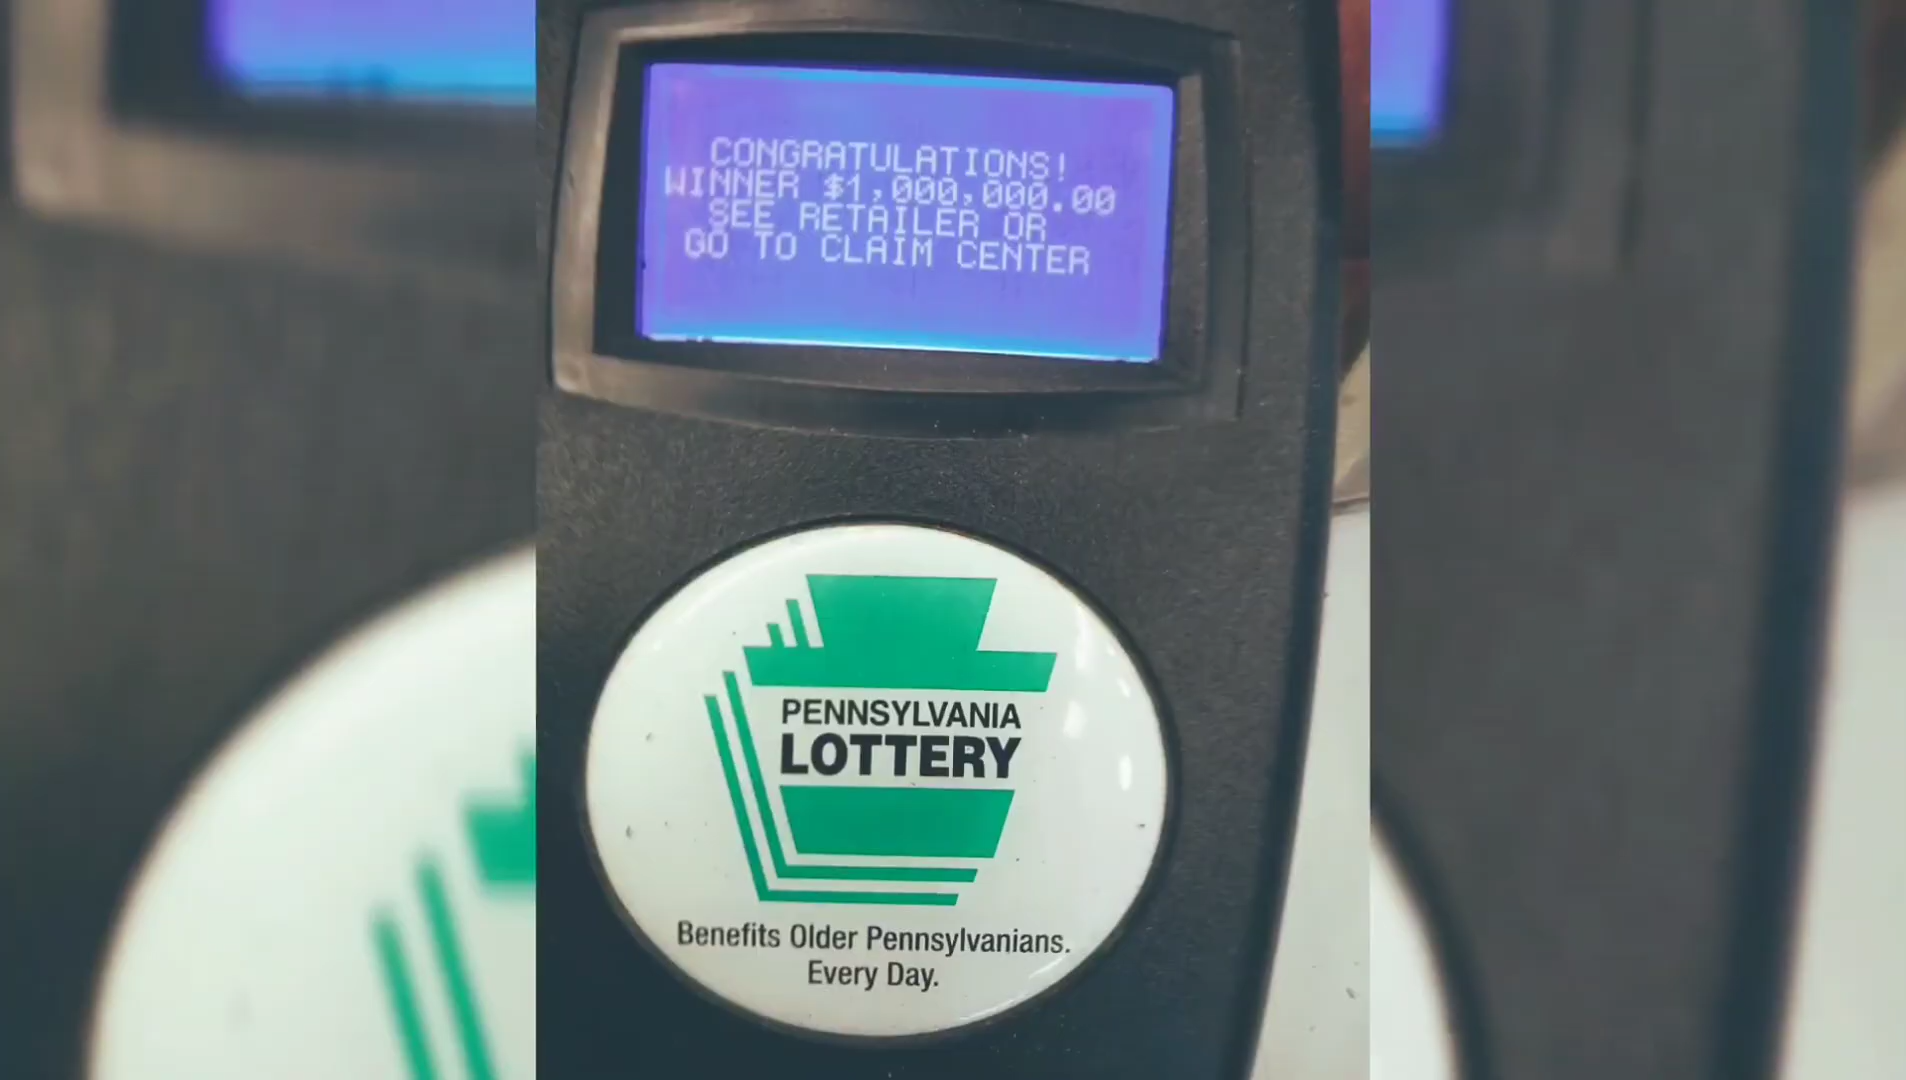 CONGRATULATIONS!
WINNER $1,000,000.00
SEE RETAILER OR
GO TO CLAIM CENTER
PENNSYLVANIA
LOTTERY
Benefits Older Pennsylvanians.
Every Day.